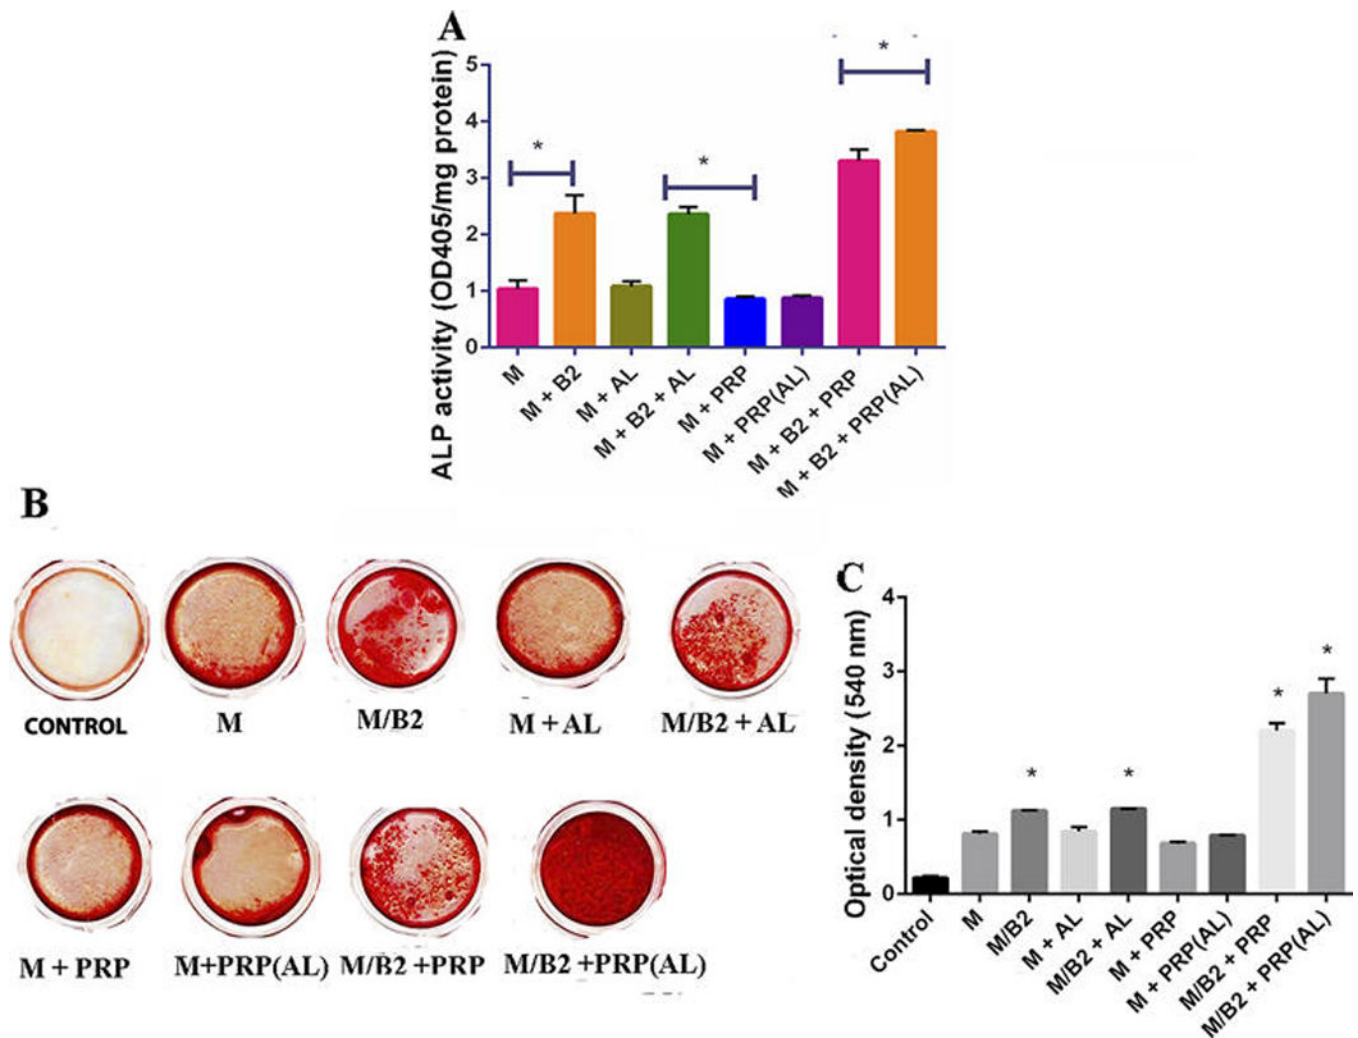 A
ALP activity (OD405/mg protein)
5
4
3
2
1
0
*
*
*
M
M + B2
M + AL
M + B2 + AL
M + PRP
M + PRP(AL)
M + B2 + PRP
M + B2 + PRP(AL)
B
CONTROL
M
M/B2
M + AL
M/B2 + AL
M + PRP
M+PRP(AL)
M/B2 +PRP
M/B2 +PRP(AL)
C
Optical density (540 nm)
4
3
2
1
0
*
*
*
*
Control
M
M/B2
M + AL
M/B2 + AL
M + PRP
M + PRP(AL)
M/B2 + PRP
M/B2 + PRP(AL)